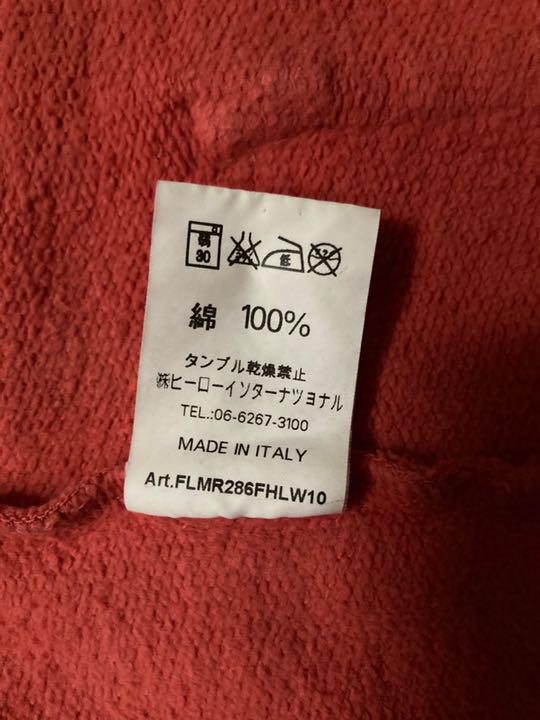 弱 30 低
綿 100%
タンブル乾燥禁止
㈱ヒーローインターナツヨナル
TEL.:06-6267-3100
MADE IN ITALY
Art.FLMR286FHLW10